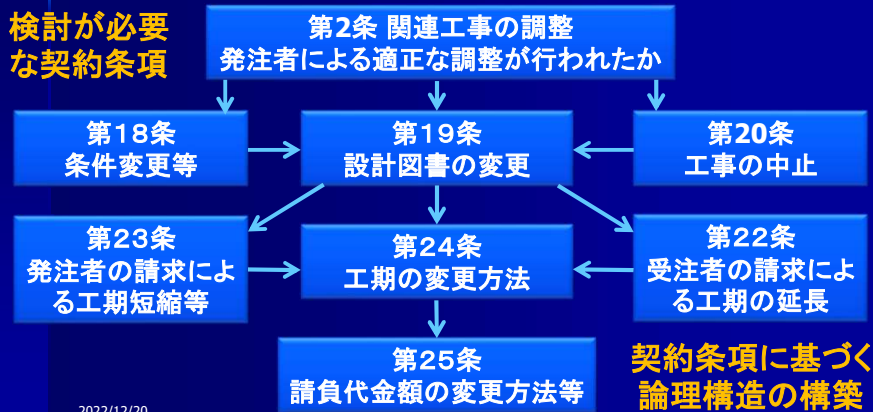 検討が必要
な契約条項
第2条 関連工事の調整
発注者による適正な調整が行われたか
第18条
条件変更等
第19条
設計図書の変更
第20条
工事の中止
第23条
発注者の請求によ
る工期短縮等
第24条
工期の変更方法
第22条
受注者の請求によ
る工期の延長
第25条
請負代金額の変更方法等
契約条項に基づく
論理構造の構築
2022/12/20